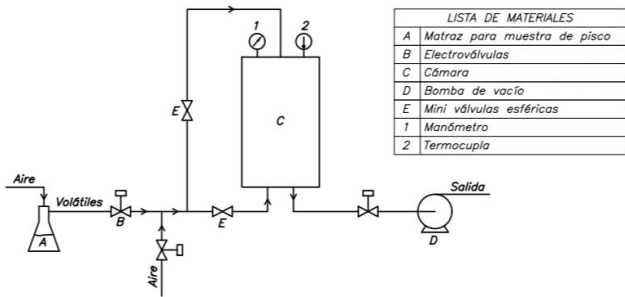 1
2
LISTA DE MATERIALES
A Matraz para muestra de pisco
B Electroválvulas
C Cámara
D Bomba de vacío
E Mini válvulas esféricas
1 Manómetro
2 Termocupla
E
C
Aire
Volátiles
Salida
A
B
E
D
Aire